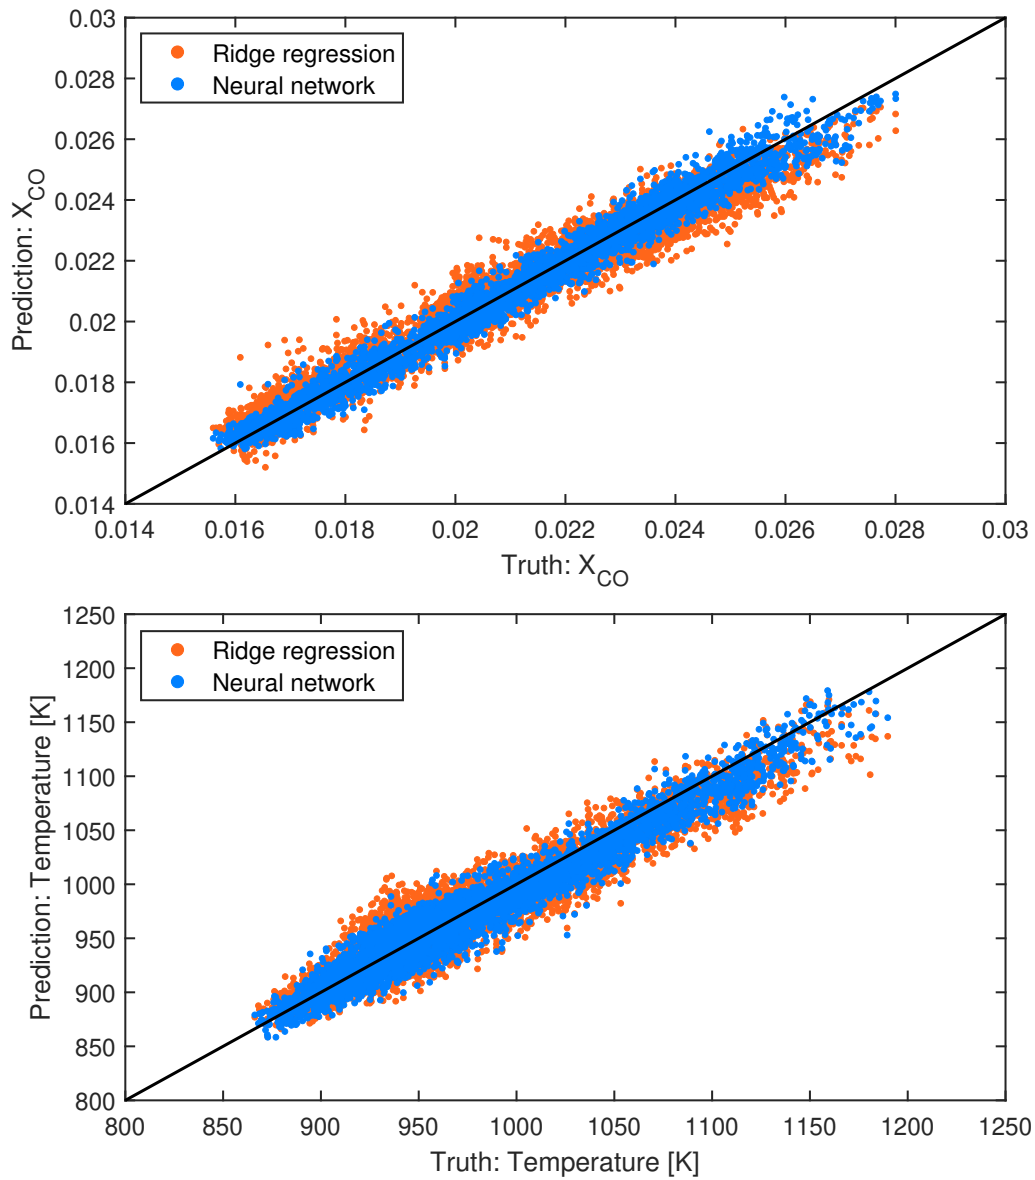 0.03
0.028
0.026
0.024
0.022
0.02
0.018
0.016
0.014
Prediction: X_CO
Ridge regression
Neural network
0.014 0.016 0.018 0.02 0.022 0.024 0.026 0.028 0.03
Truth: X_CO
1250
1200
1150
1100
1050
1000
950
900
850
800
Prediction: Temperature [K]
Ridge regression
Neural network
800 850 900 950 1000 1050 1100 1150 1200 1250
Truth: Temperature [K]